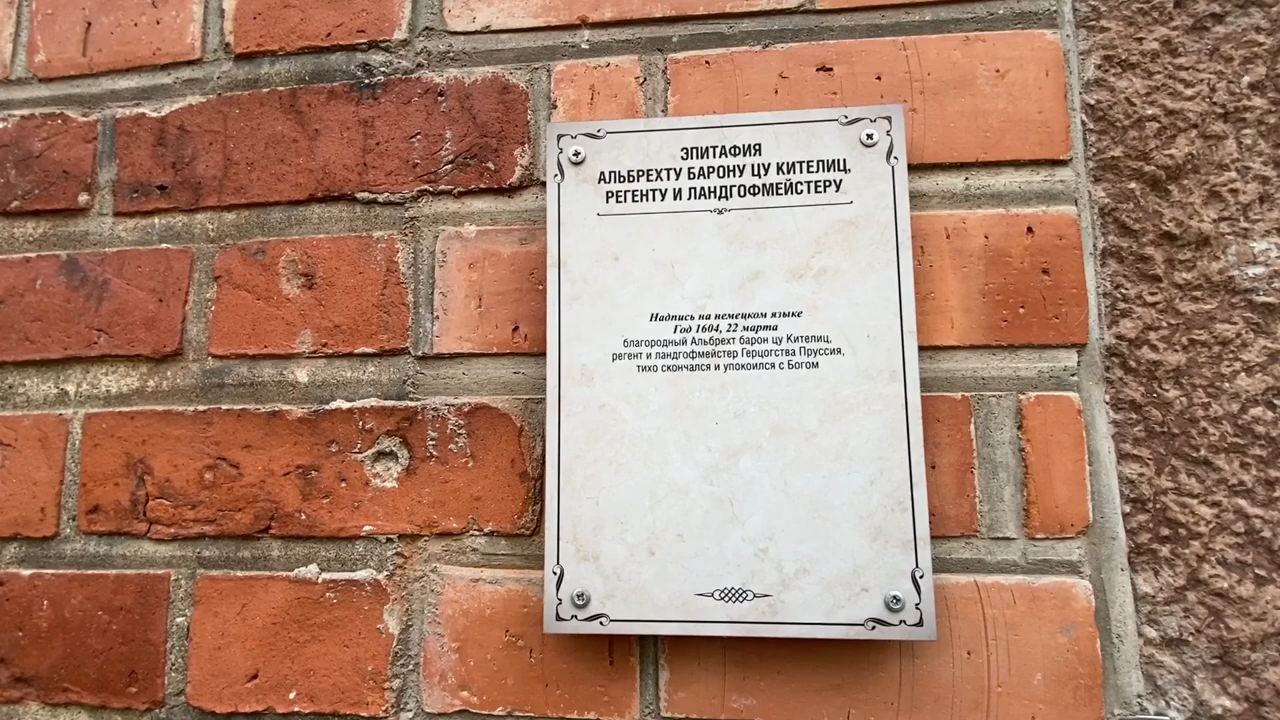 ЭПИТАФИЯ
АЛЬБРЕХТУ БАРОНУ ЦУ КИТЕЛИЦ,
РЕГЕНТУ И ЛАНДГОФМЕЙСТЕРУ
Надпись на немецком языке
Год 1604, 22 марта
благородный Альбрехт барон цу Кителиц,
регент и ландгофмейстер Герцогства Пруссия,
тихо скончался и упокоился с Богом